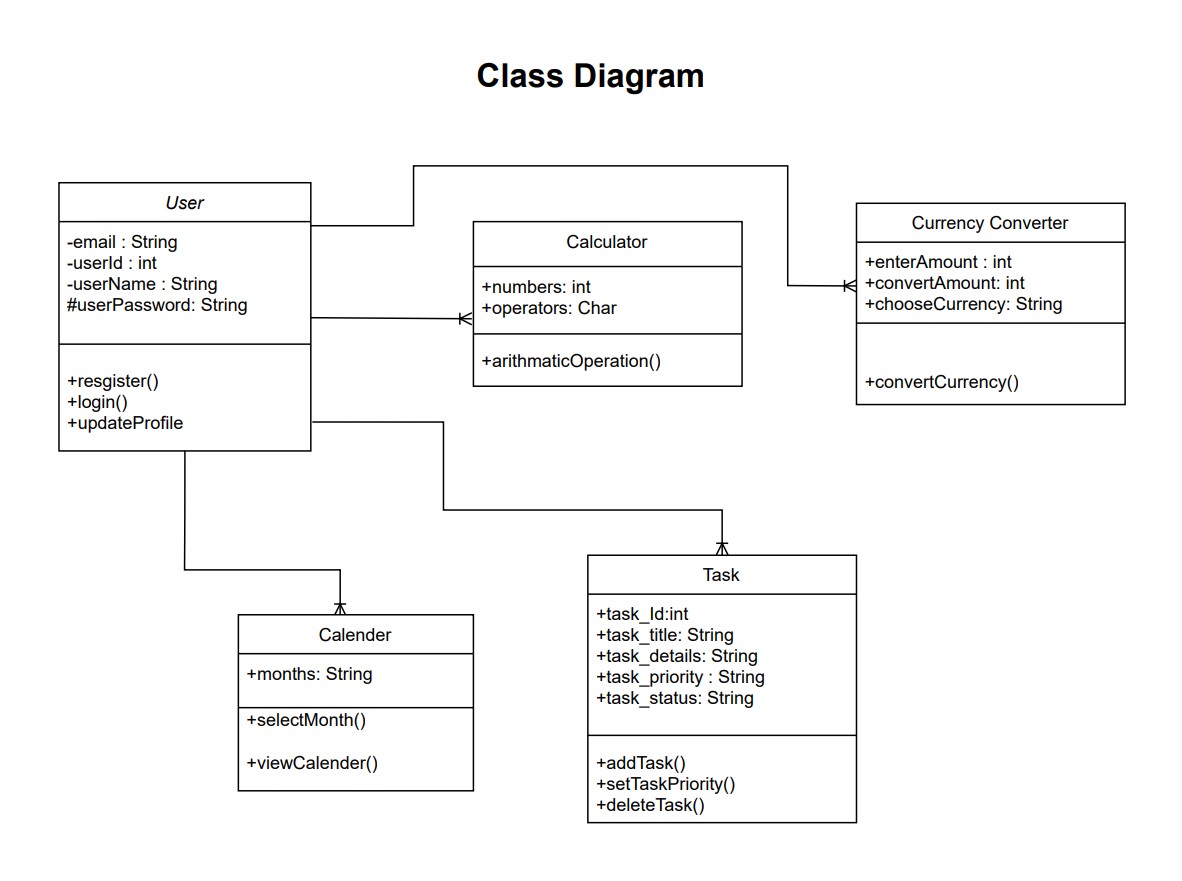 Class Diagram
User
-email : String
-userId : int
-userName : String
#userPassword: String
+resgister()
+login()
+updateProfile
Calculator
+numbers: int
+operators: Char
+arithmaticOperation()
Currency Converter
+enterAmount : int
+convertAmount: int
+chooseCurrency: String
+convertCurrency()
Calender
+months: String
+selectMonth()
+viewCalender()
Task
+task_Id:int
+task_title: String
+task_details: String
+task_priority : String
+task_status: String
+addTask()
+setTaskPriority()
+deleteTask()